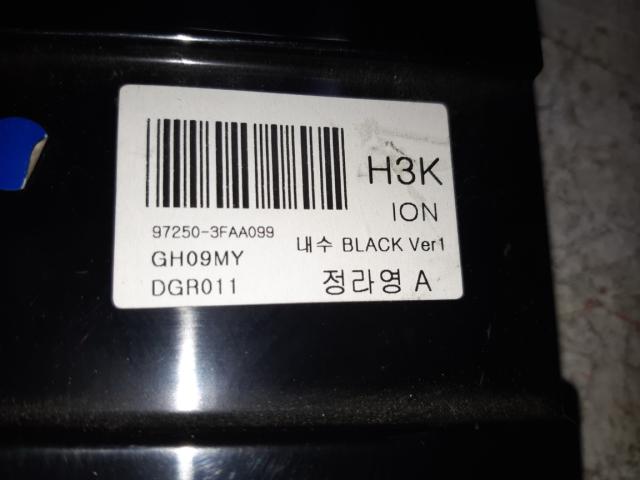 H3K
ION
97250-3FAA099
내수 BLACK Ver1
GH09MY
DGR011
정라영 A